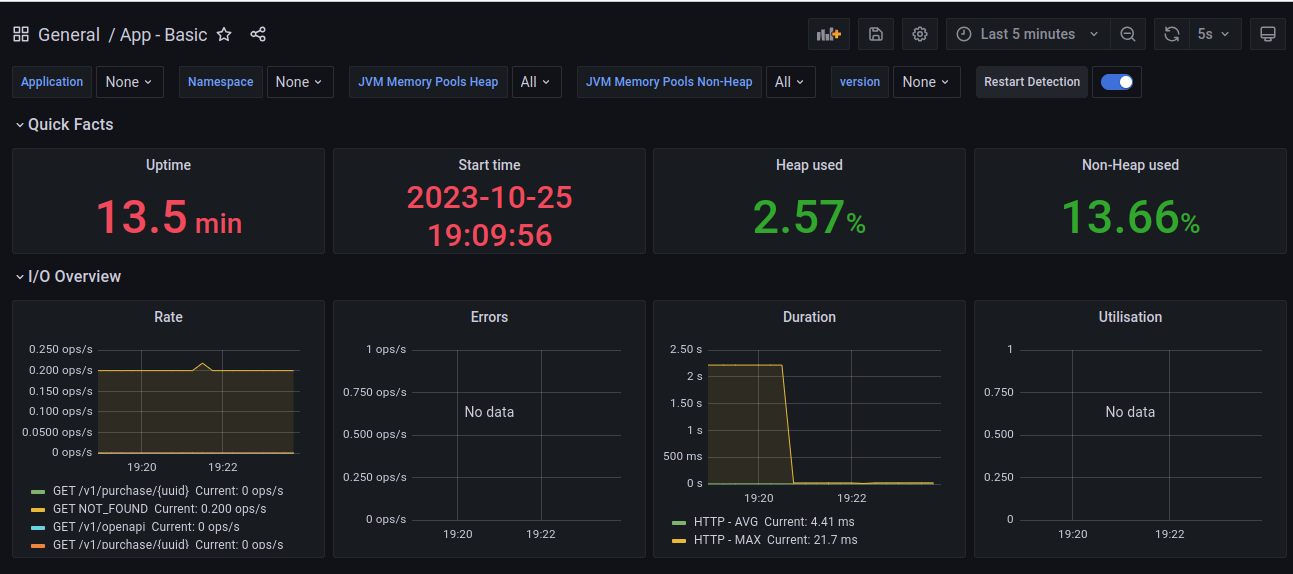 General / App - Basic
Last 5 minutes
5s
Application None Namespace None JVM Memory Pools Heap All JVM Memory Pools Non-Heap All version None Restart Detection
Quick Facts
Uptime
13.5 min
Start time
2023-10-25
19:09:56
Heap used
2.57%
Non-Heap used
13.66%
I/O Overview
Rate
0.250 ops/s
0.200 ops/s
0.150 ops/s
0.100 ops/s
0.0500 ops/s
0 ops/s
19:20 19:22
GET /v1/purchase/{uuid} Current: 0 ops/s
GET NOT_FOUND Current: 0.200 ops/s
GET /v1/openapi Current: 0 ops/s
GET /v1/purchase/{uuid} Current: 0 ops/s
Errors
1 ops/s
0.750 ops/s
0.500 ops/s
0.250 ops/s
0 ops/s
No data
19:20 19:22
Duration
2.50 s
2 s
1.50 s
1 s
500 ms
0 s
19:20 19:22
HTTP - AVG Current: 4.41 ms
HTTP - MAX Current: 21.7 ms
Utilisation
1
0.750
0.500
0.250
0
No data
19:20 19:22